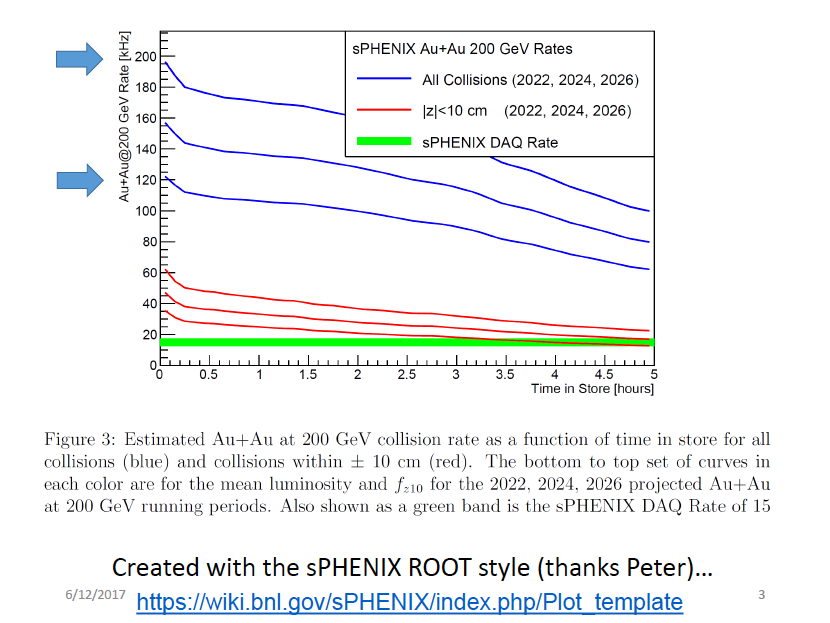 Au+Au@200 GeV Rate [kHz]
200
180
160
140
120
100
80
60
40
20
0
sPHENIX Au+Au 200 GeV Rates
All Collisions (2022, 2024, 2026)
|z|<10 cm (2022, 2024, 2026)
sPHENIX DAQ Rate
0 0.5 1 1.5 2 2.5 3 3.5 4 4.5 5
Time in Store [hours]
Figure 3: Estimated Au+Au at 200 GeV collision rate as a function of time in store for all
collisions (blue) and collisions within ± 10 cm (red). The bottom to top set of curves in
each color are for the mean luminosity and fz10 for the 2022, 2024, 2026 projected Au+Au
at 200 GeV running periods. Also shown as a green band is the sPHENIX DAQ Rate of 15
Created with the sPHENIX ROOT style (thanks Peter)…
6/12/2017
https://wiki.bnl.gov/sPHENIX/index.php/Plot_template
3